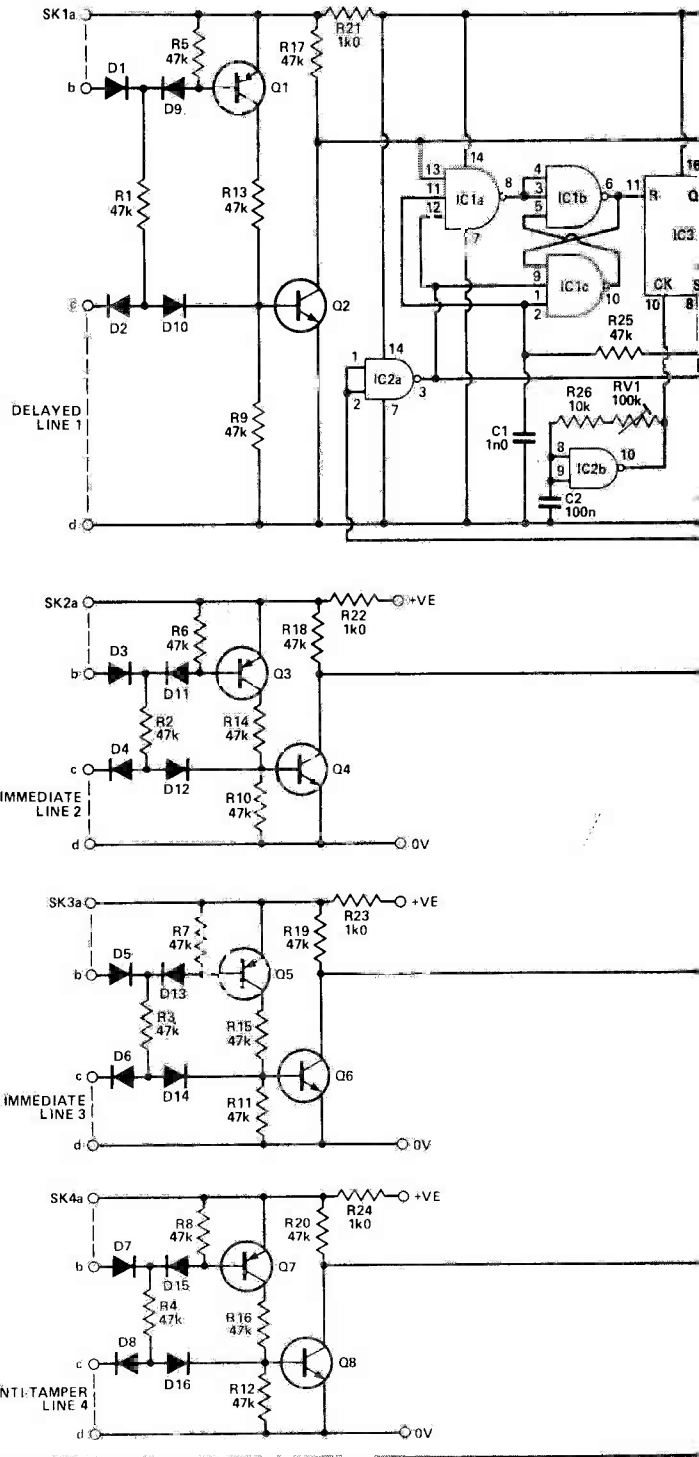 SK1a
R5
47k
R17
47k
R21
1k0
D1
b
D9
Q1
R1
47k
R13
47k
14
13
11
12
IC1a
8
7
4
3
5
IC1b
6
11
R
Q
16
IC3
CK
10
8
S
9
1
2
IC1c
10
c
D2
D10
Q2
R25
47k
1
2
IC2a
14
3
7
DELAYED
LINE 1
R9
47k
C1
1n0
R26
10k
RV1
100k
8
9
IC2b
10
C2
100n
d
SK2a
R6
47k
R18
47k
R22
1k0
+VE
D3
b
D11
Q3
R2
47k
R14
47k
D4
c
D12
Q4
R10
47k
IMMEDIATE
LINE 2
d
0V
SK3a
R7
47k
R19
47k
R23
1k0
+VE
D5
b
D13
Q5
R3
47k
R15
47k
D6
c
D14
Q6
R11
47k
IMMEDIATE
LINE 3
d
0V
SK4a
R8
47k
R20
47k
R24
1k0
+VE
D7
b
D15
Q7
R4
47k
R16
47k
D8
c
D16
Q8
R12
47k
NTI-TAMPER
LINE 4
d
0V